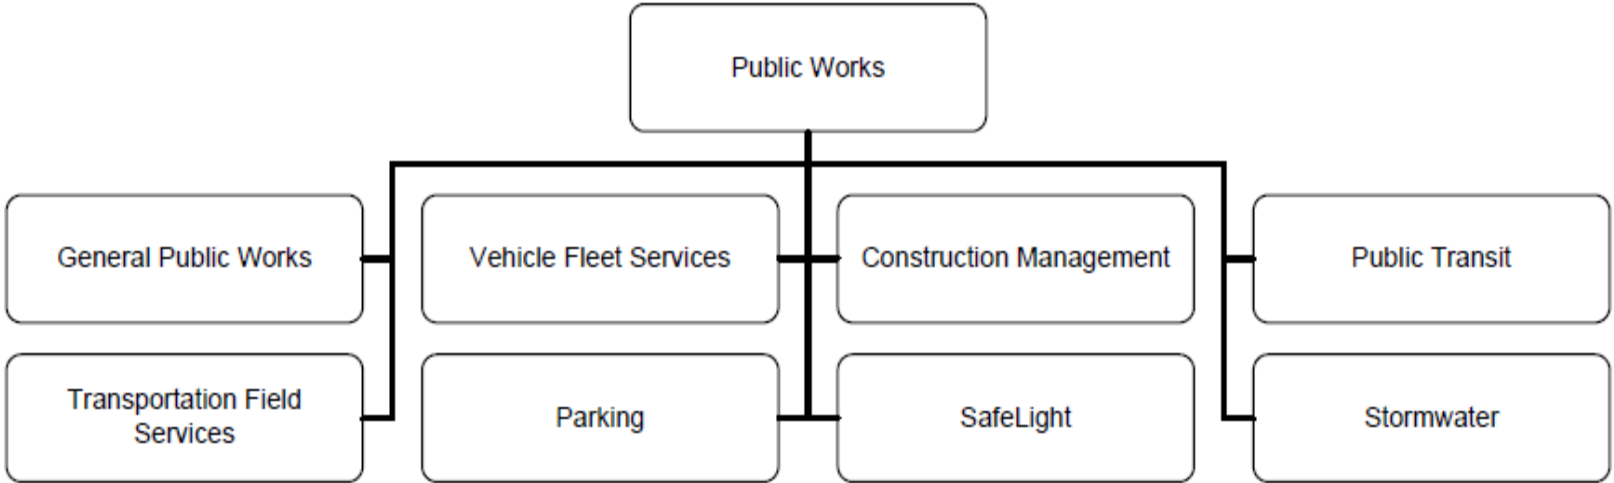 Public Works
General Public Works
Vehicle Fleet Services
Construction Management
Public Transit
Transportation Field
Services
Parking
SafeLight
Stormwater